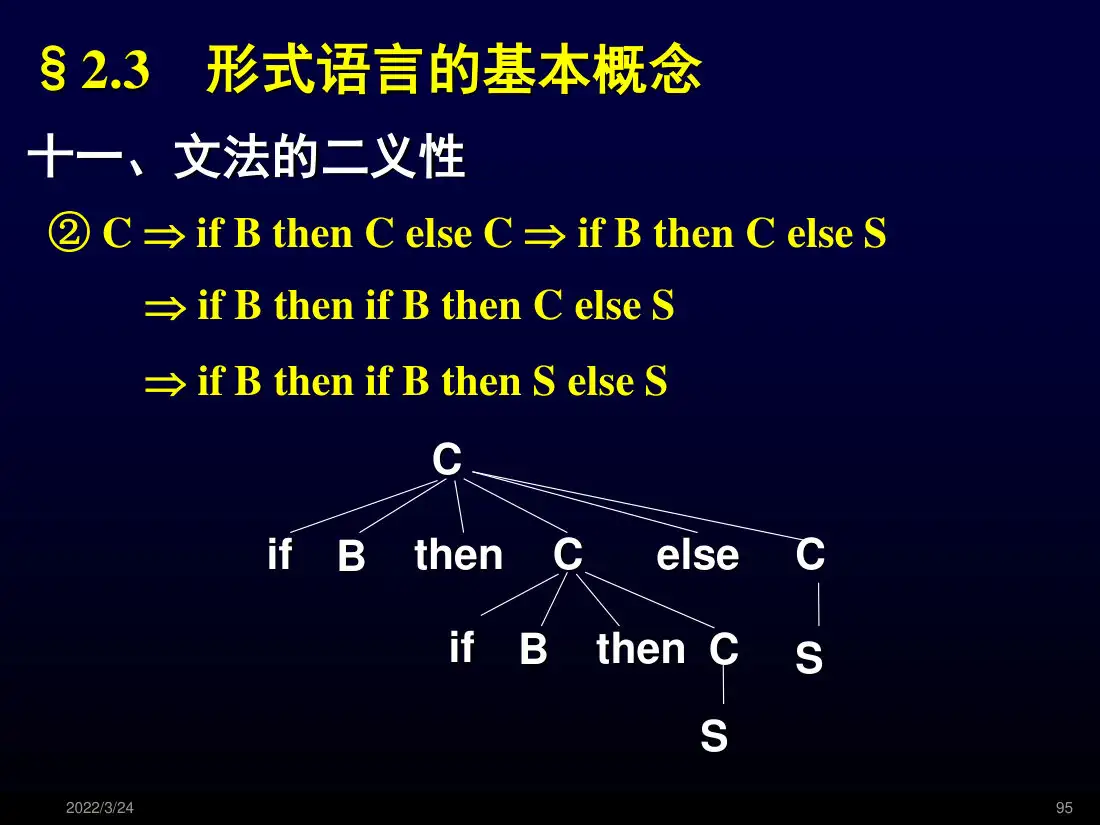 §2.3 形式语言的基本概念
十一、文法的二义性
② C ⇒ if B then C else C ⇒ if B then C else S
⇒ if B then if B then C else S
⇒ if B then if B then S else S
C
if B then C else C
if B then C S
S
2022/3/24 95